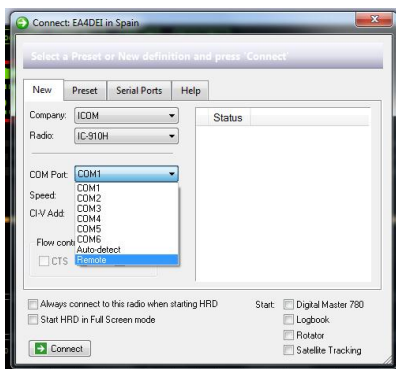 Connect: EA4DEI in Spain
Select a Preset or New definition and press 'Connect'
New Preset Serial Ports Help
Company: ICOM
Radio: IC-910H
Status
COM Port: COM1
COM1
Speed: COM2
COM3
CI-V Add: COM4
COM5
Flow cont COM6
Auto-detect
CTS Remote
Always connect to this radio when starting HRD
Start HRD in Full Screen mode
Start: Digital Master 780
Logbook
Rotator
Satellite Tracking
Connect